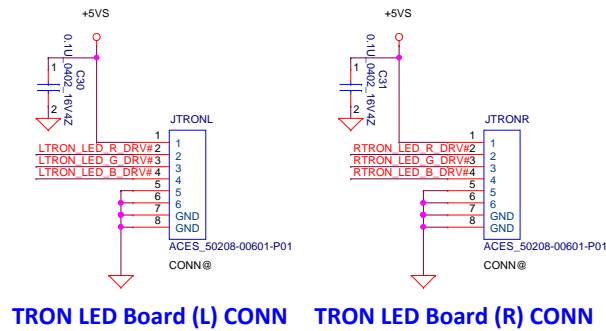 +5VS
0.1U_0402_16V4Z
C30
1
2
JTRONL
1
LTRON_LED_R_DRV# 2
LTRON_LED_G_DRV# 3
LTRON_LED_B_DRV# 4
5
6
7
8
1
2
3
4
5
6
GND
GND
ACES_50208-00601-P01
CONN@
TRON LED Board (L) CONN
+5VS
0.1U_0402_16V4Z
C31
1
2
JTRONR
1
RTRON_LED_R_DRV# 2
RTRON_LED_G_DRV# 3
RTRON_LED_B_DRV# 4
5
6
7
8
1
2
3
4
5
6
GND
GND
ACES_50208-00601-P01
CONN@
TRON LED Board (R) CONN